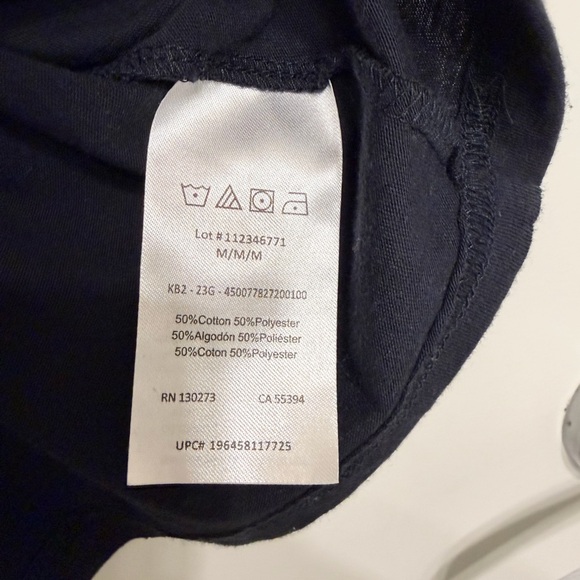 Lot #112346771
M/M/M
KB2 - 23G - 450077827200100
50%Cotton 50%Polyester
50%Algodón 50%Poliéster
50%Coton 50%Polyester
RN 130273 CA 55394
UPC# 196458117725